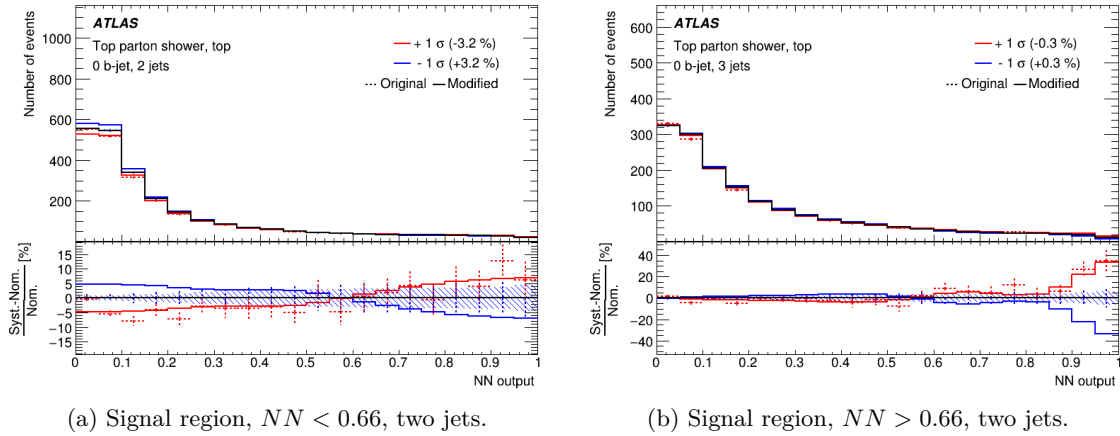 ATLAS
Top parton shower, top
0 b-jet, 2 jets
+ 1 σ (-3.2 %)
- 1 σ (+3.2 %)
Original Modified
Number of events
1000
800
600
400
200
Syst.-Nom.
Nom.
[%]
15
10
5
0
−5
−10
−15
0 0.1 0.2 0.3 0.4 0.5 0.6 0.7 0.8 0.9 1
NN output
(a) Signal region, NN < 0.66, two jets.
ATLAS
Top parton shower, top
0 b-jet, 3 jets
+ 1 σ (-0.3 %)
- 1 σ (+0.3 %)
Original Modified
Number of events
600
500
400
300
200
100
Syst.-Nom.
Nom.
[%]
40
20
0
−20
−40
0 0.1 0.2 0.3 0.4 0.5 0.6 0.7 0.8 0.9 1
NN output
(b) Signal region, NN > 0.66, two jets.